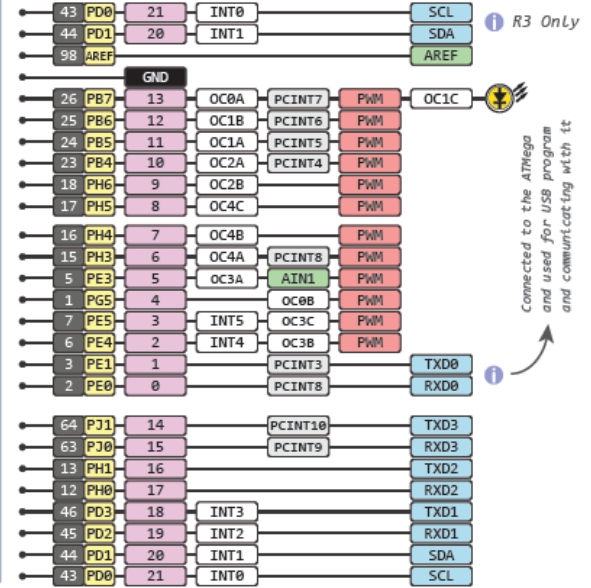 43 PD0 21 INT0 SCL
44 PD1 20 INT1 SDA
R3 Only
98 AREF AREF
GND
26 PB7 13 OC0A PCINT7 PWM OC1C
25 PB6 12 OC1B PCINT6 PWM
24 PB5 11 OC1A PCINT5 PWM
23 PB4 10 OC2A PCINT4 PWM
18 PH6 9 OC2B PWM
17 PH5 8 OC4C PWM
16 PH4 7 OC4B PWM
15 PH3 6 OC4A PCINT8 PWM
5 PE3 5 OC3A AIN1 PWM
1 PG5 4 OC0B PWM
7 PE5 3 INT5 OC3C PWM
6 PE4 2 INT4 OC3B PWM
3 PE1 1 PCINT3 TXD0
2 PE0 0 PCINT8 RXD0
Connected to the ATMega
and used for USB program
and communicating with it
64 PJ1 14 PCINT10 TXD3
63 PJ0 15 PCINT9 RXD3
13 PH1 16 TXD2
12 PH0 17 RXD2
46 PD3 18 INT3 TXD1
45 PD2 19 INT2 RXD1
44 PD1 20 INT1 SDA
43 PD0 21 INT0 SCL